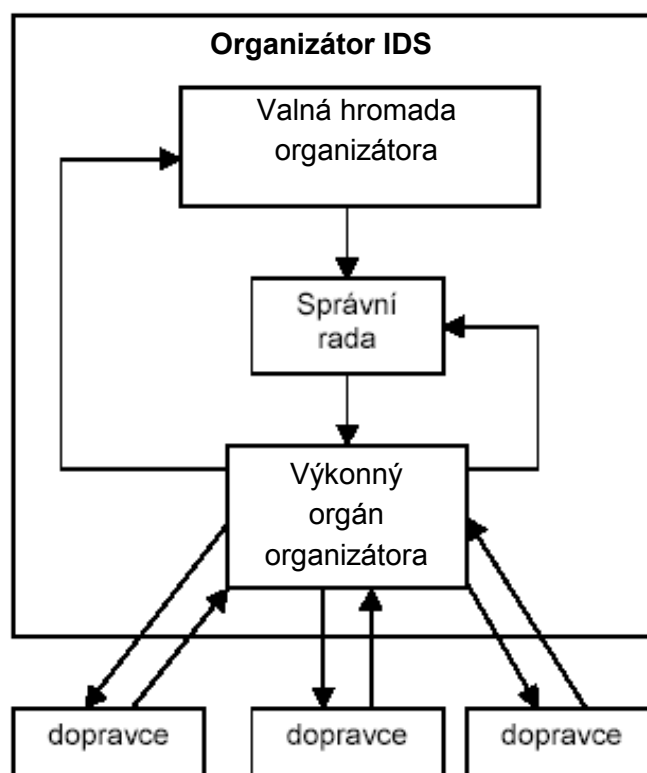 Organizátor IDS
Valná hromada
organizátora
Správní
rada
Výkonný
orgán
organizátora
dopravce
dopravce
dopravce